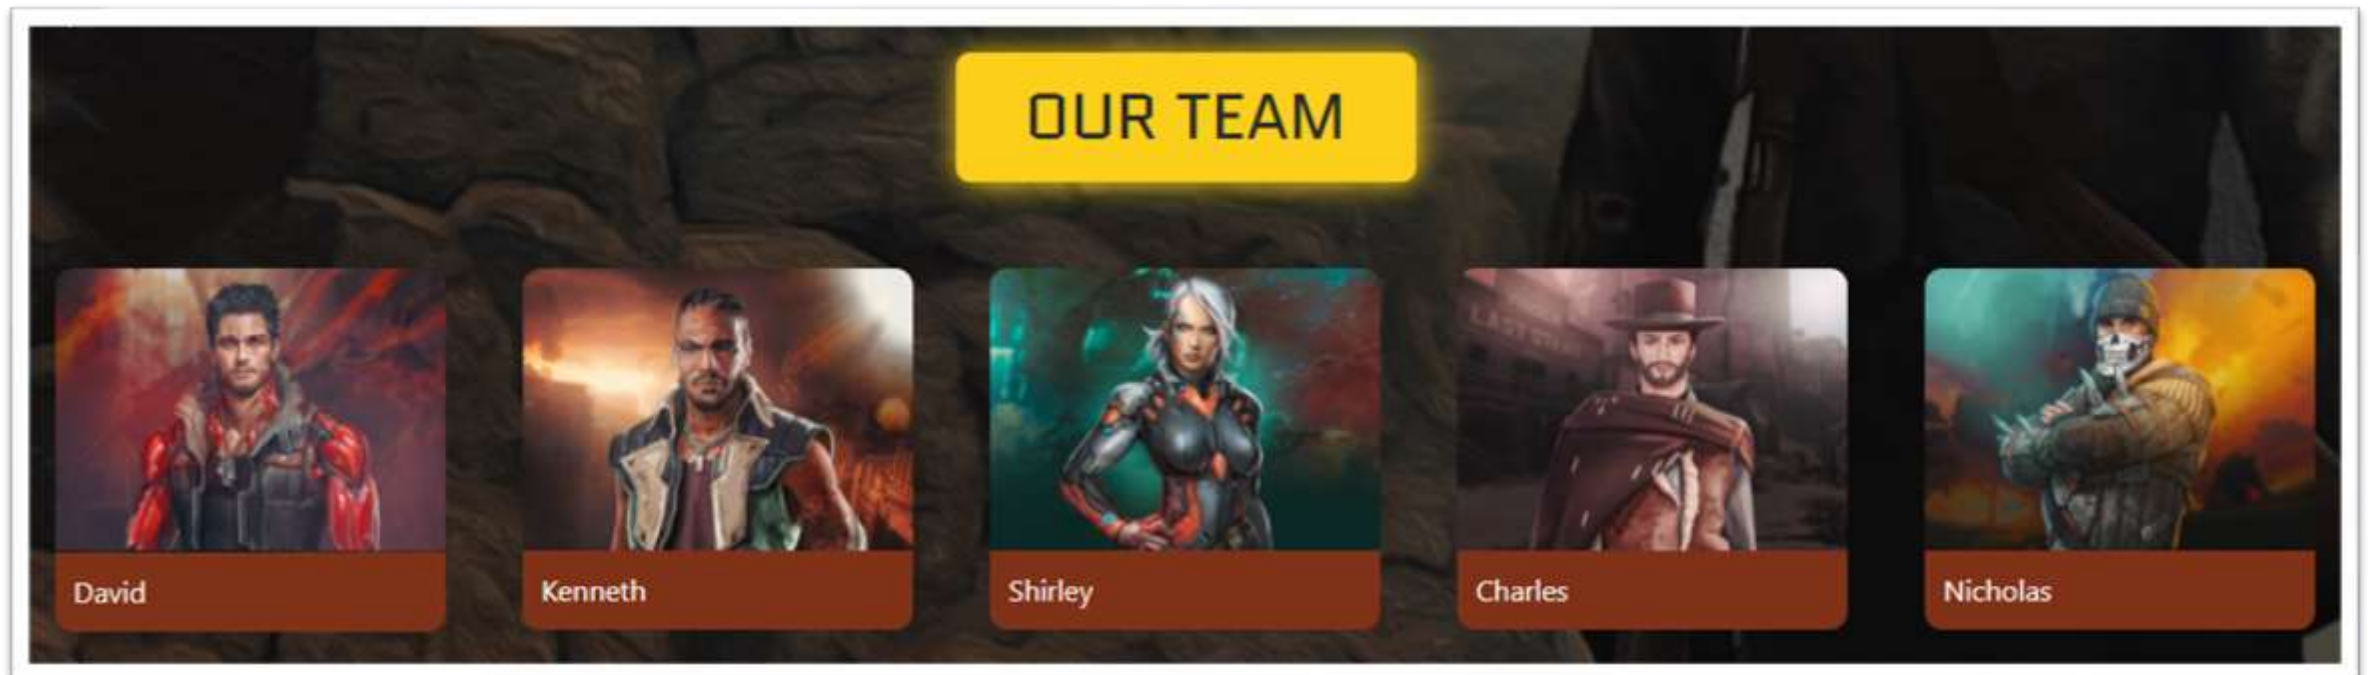 OUR TEAM
David
Kenneth
Shirley
Charles
Nicholas